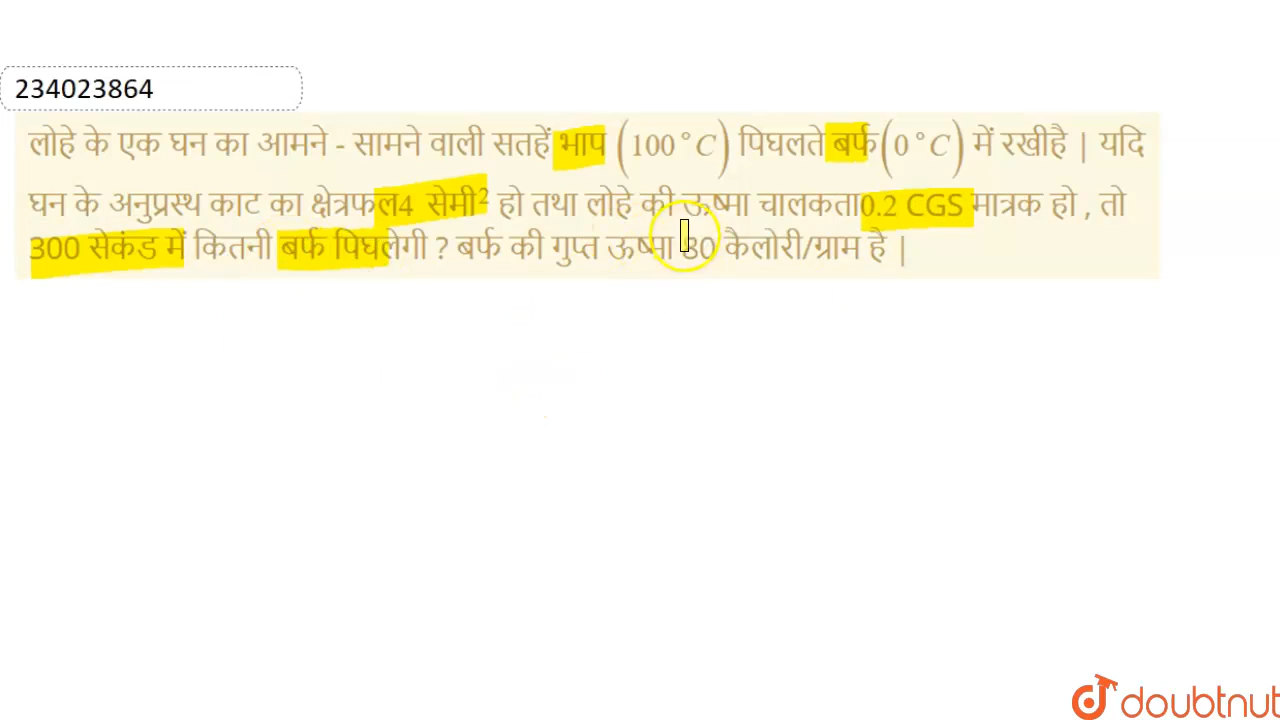 234023864
लोहे के एक घन का आमने - सामने वाली सतहें भाप (100°C) पिघलते बर्फ(0°C) में रखीहै | यदि
घन के अनुप्रस्थ काट का क्षेत्रफल4 सेमी² हो तथा लोहे की ऊष्मा चालकता0.2 CGS मात्रक हो , तो
300 सेकंड में कितनी बर्फ पिघलेगी ? बर्फ की गुप्त ऊष्मा 80 कैलोरी/ग्राम है |
doubtnut